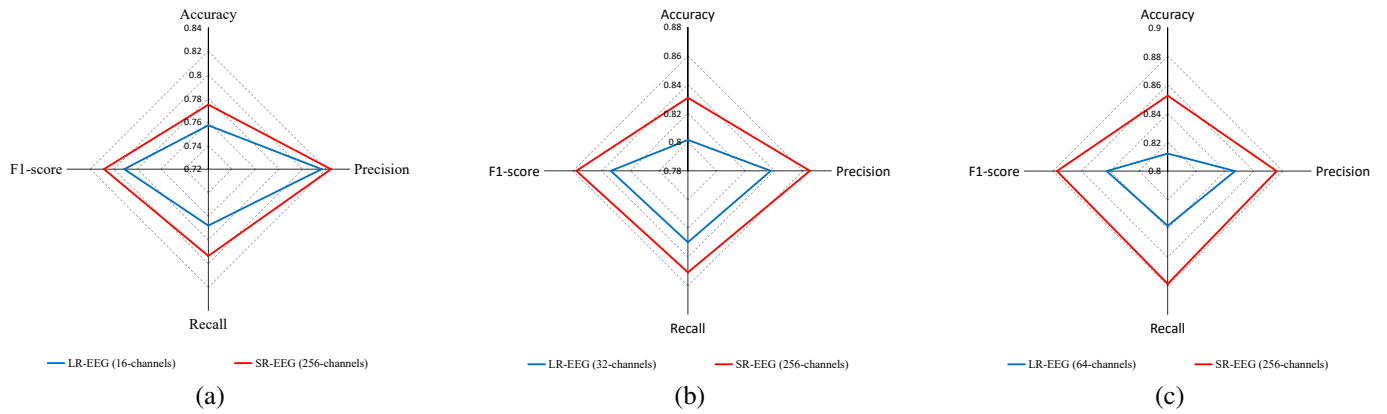 Accuracy
0.84
0.82
0.8
0.78
0.76
0.74
0.72
F1-score
Precision
Recall
LR-EEG (16-channels)
SR-EEG (256-channels)
(a)
Accuracy
0.88
0.86
0.84
0.82
0.8
0.78
F1-score
Precision
Recall
LR-EEG (32-channels)
SR-EEG (256-channels)
(b)
Accuracy
0.9
0.88
0.86
0.84
0.82
0.8
F1-score
Precision
Recall
LR-EEG (64-channels)
SR-EEG (256-channels)
(c)